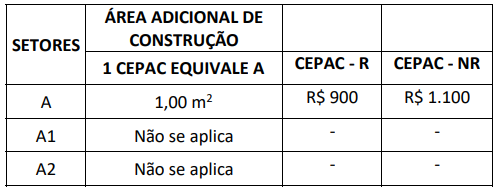 SETORES ÁREA ADICIONAL DE
CONSTRUÇÃO
1 CEPAC EQUIVALE A CEPAC - R CEPAC - NR
A 1,00 m² R$ 900 R$ 1.100
A1 Não se aplica - -
A2 Não se aplica - -